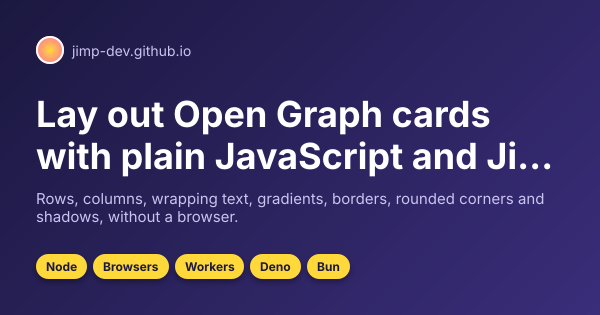 jimp-dev.github.io
Lay out Open Graph cards
with plain JavaScript and Ji…
Rows, columns, wrapping text, gradients, borders, rounded corners and
shadows, without a browser.
Node Browsers Workers Deno Bun